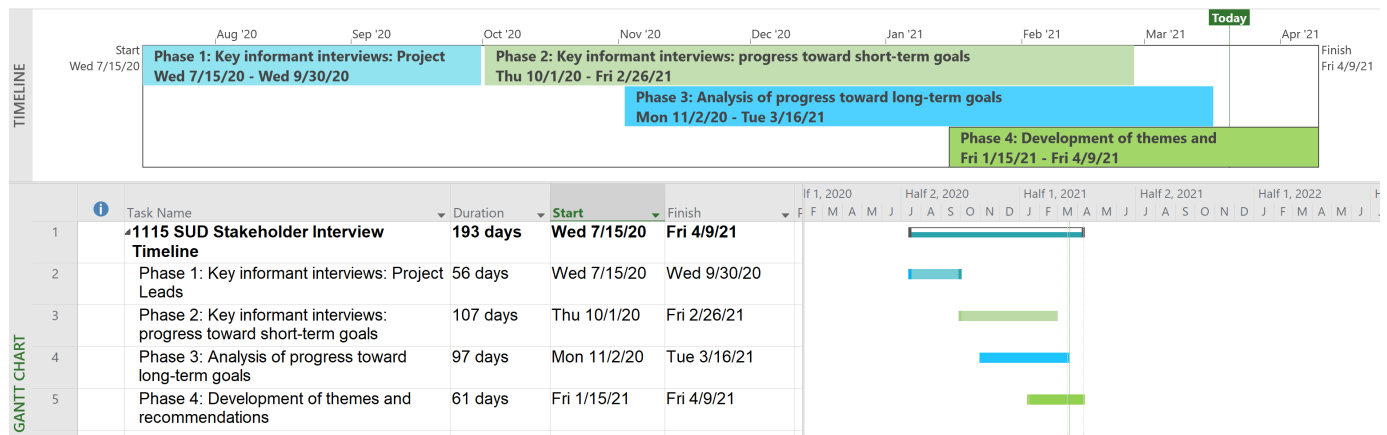 Today
Aug '20 Sep '20 Oct '20 Nov '20 Dec '20 Jan '21 Feb '21 Mar '21 Apr '21
Start
Wed 7/15/20
Phase 1: Key informant interviews: Project
Wed 7/15/20 - Wed 9/30/20
Phase 2: Key informant interviews: progress toward short-term goals
Thu 10/1/20 - Fri 2/26/21
Finish
Fri 4/9/21
Phase 3: Analysis of progress toward long-term goals
Mon 11/2/20 - Tue 3/16/21
Phase 4: Development of themes and
Fri 1/15/21 - Fri 4/9/21
TIMELINE
alf 1, 2020 Half 2, 2020 Half 1, 2021 Half 2, 2021 Half 1, 2022 H
Task Name Duration Start Finish F M A M J J A S O N D J F M A M J J A S O N D J F M A M J
1 1115 SUD Stakeholder Interview 193 days Wed 7/15/20 Fri 4/9/21
Timeline
2 Phase 1: Key informant interviews: Project 56 days Wed 7/15/20 Wed 9/30/20
Leads
3 Phase 2: Key informant interviews: 107 days Thu 10/1/20 Fri 2/26/21
progress toward short-term goals
4 Phase 3: Analysis of progress toward 97 days Mon 11/2/20 Tue 3/16/21
long-term goals
5 Phase 4: Development of themes and 61 days Fri 1/15/21 Fri 4/9/21
recommendations
GANTT CHART